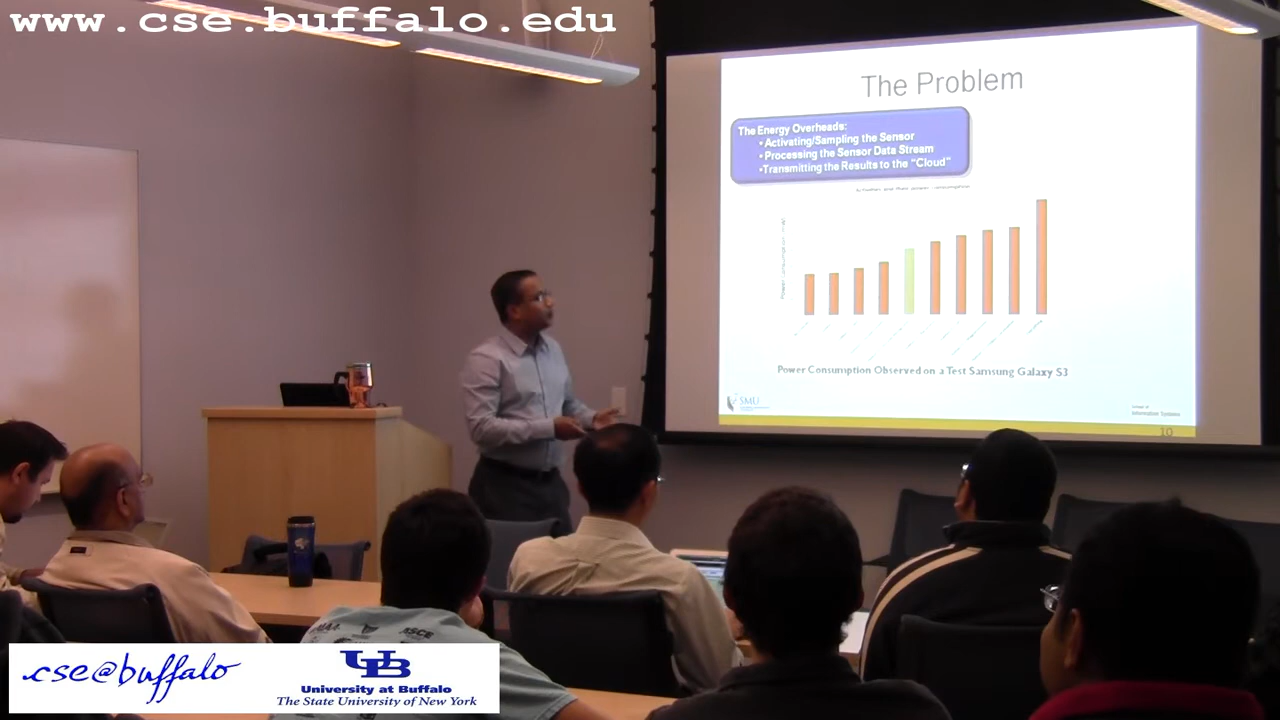 www.cse.buffalo.edu
The Problem
The Energy Overheads:
•Activating/Sampling the Sensor
•Processing the Sensor Data Stream
•Transmitting the Results to the "Cloud"
Power Consumption Observed on a Test Samsung Galaxy S3
SMU
Information Systems
10
.cse@buffalo
UB
University at Buffalo
The State University of New York